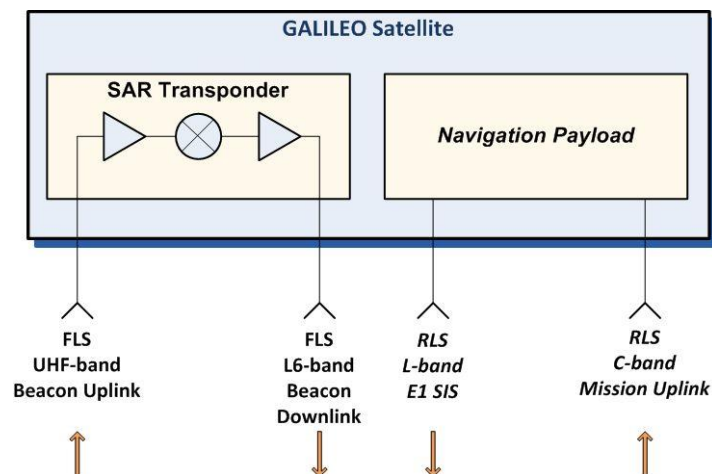 GALILEO Satellite
SAR Transponder
Navigation Payload
FLS
UHF-band
Beacon Uplink
FLS
L6-band
Beacon
Downlink
RLS
L-band
E1 SIS
RLS
C-band
Mission Uplink